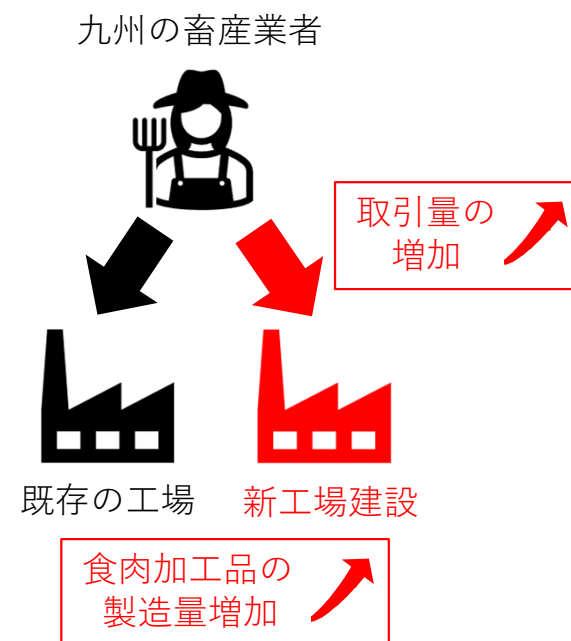 九州の畜産業者
取引量の
増加
既存の工場
新工場建設
食肉加工品の
製造量増加